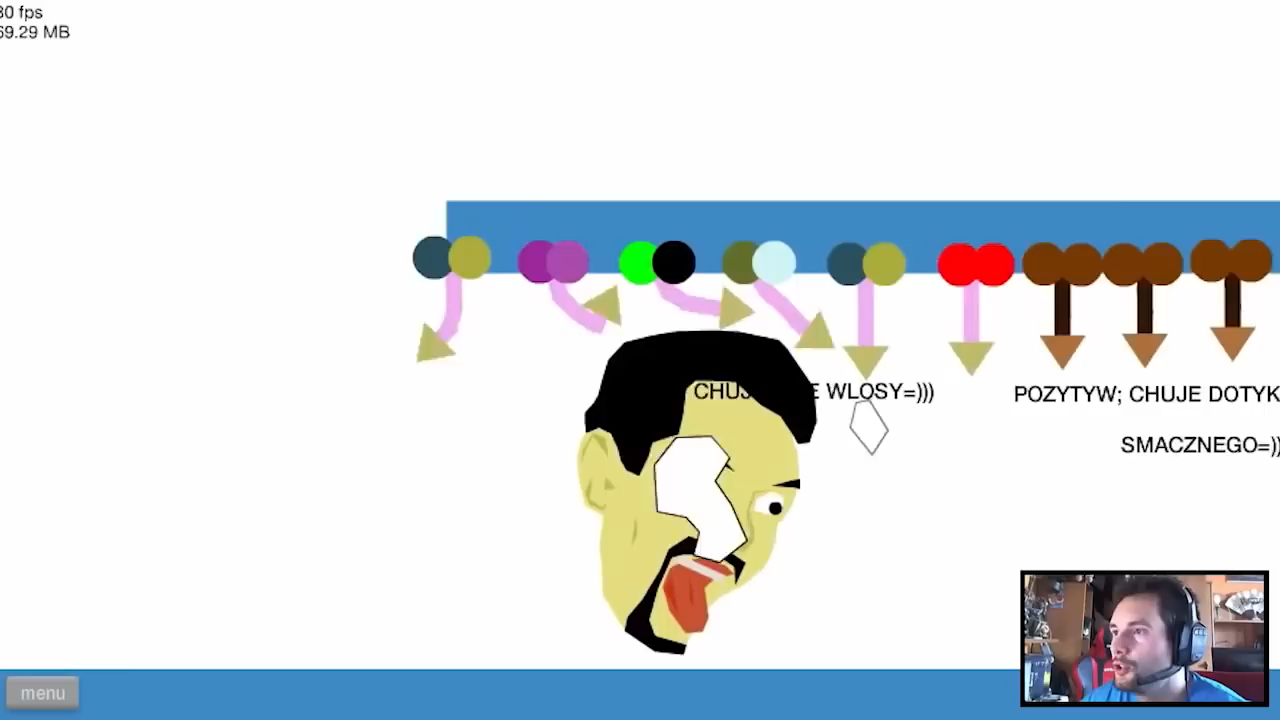 30 fps
69.29 MB
CHUJ E WLOSY=)))
POZYTYW; CHUJE DOTYK
SMACZNEGO=))
menu